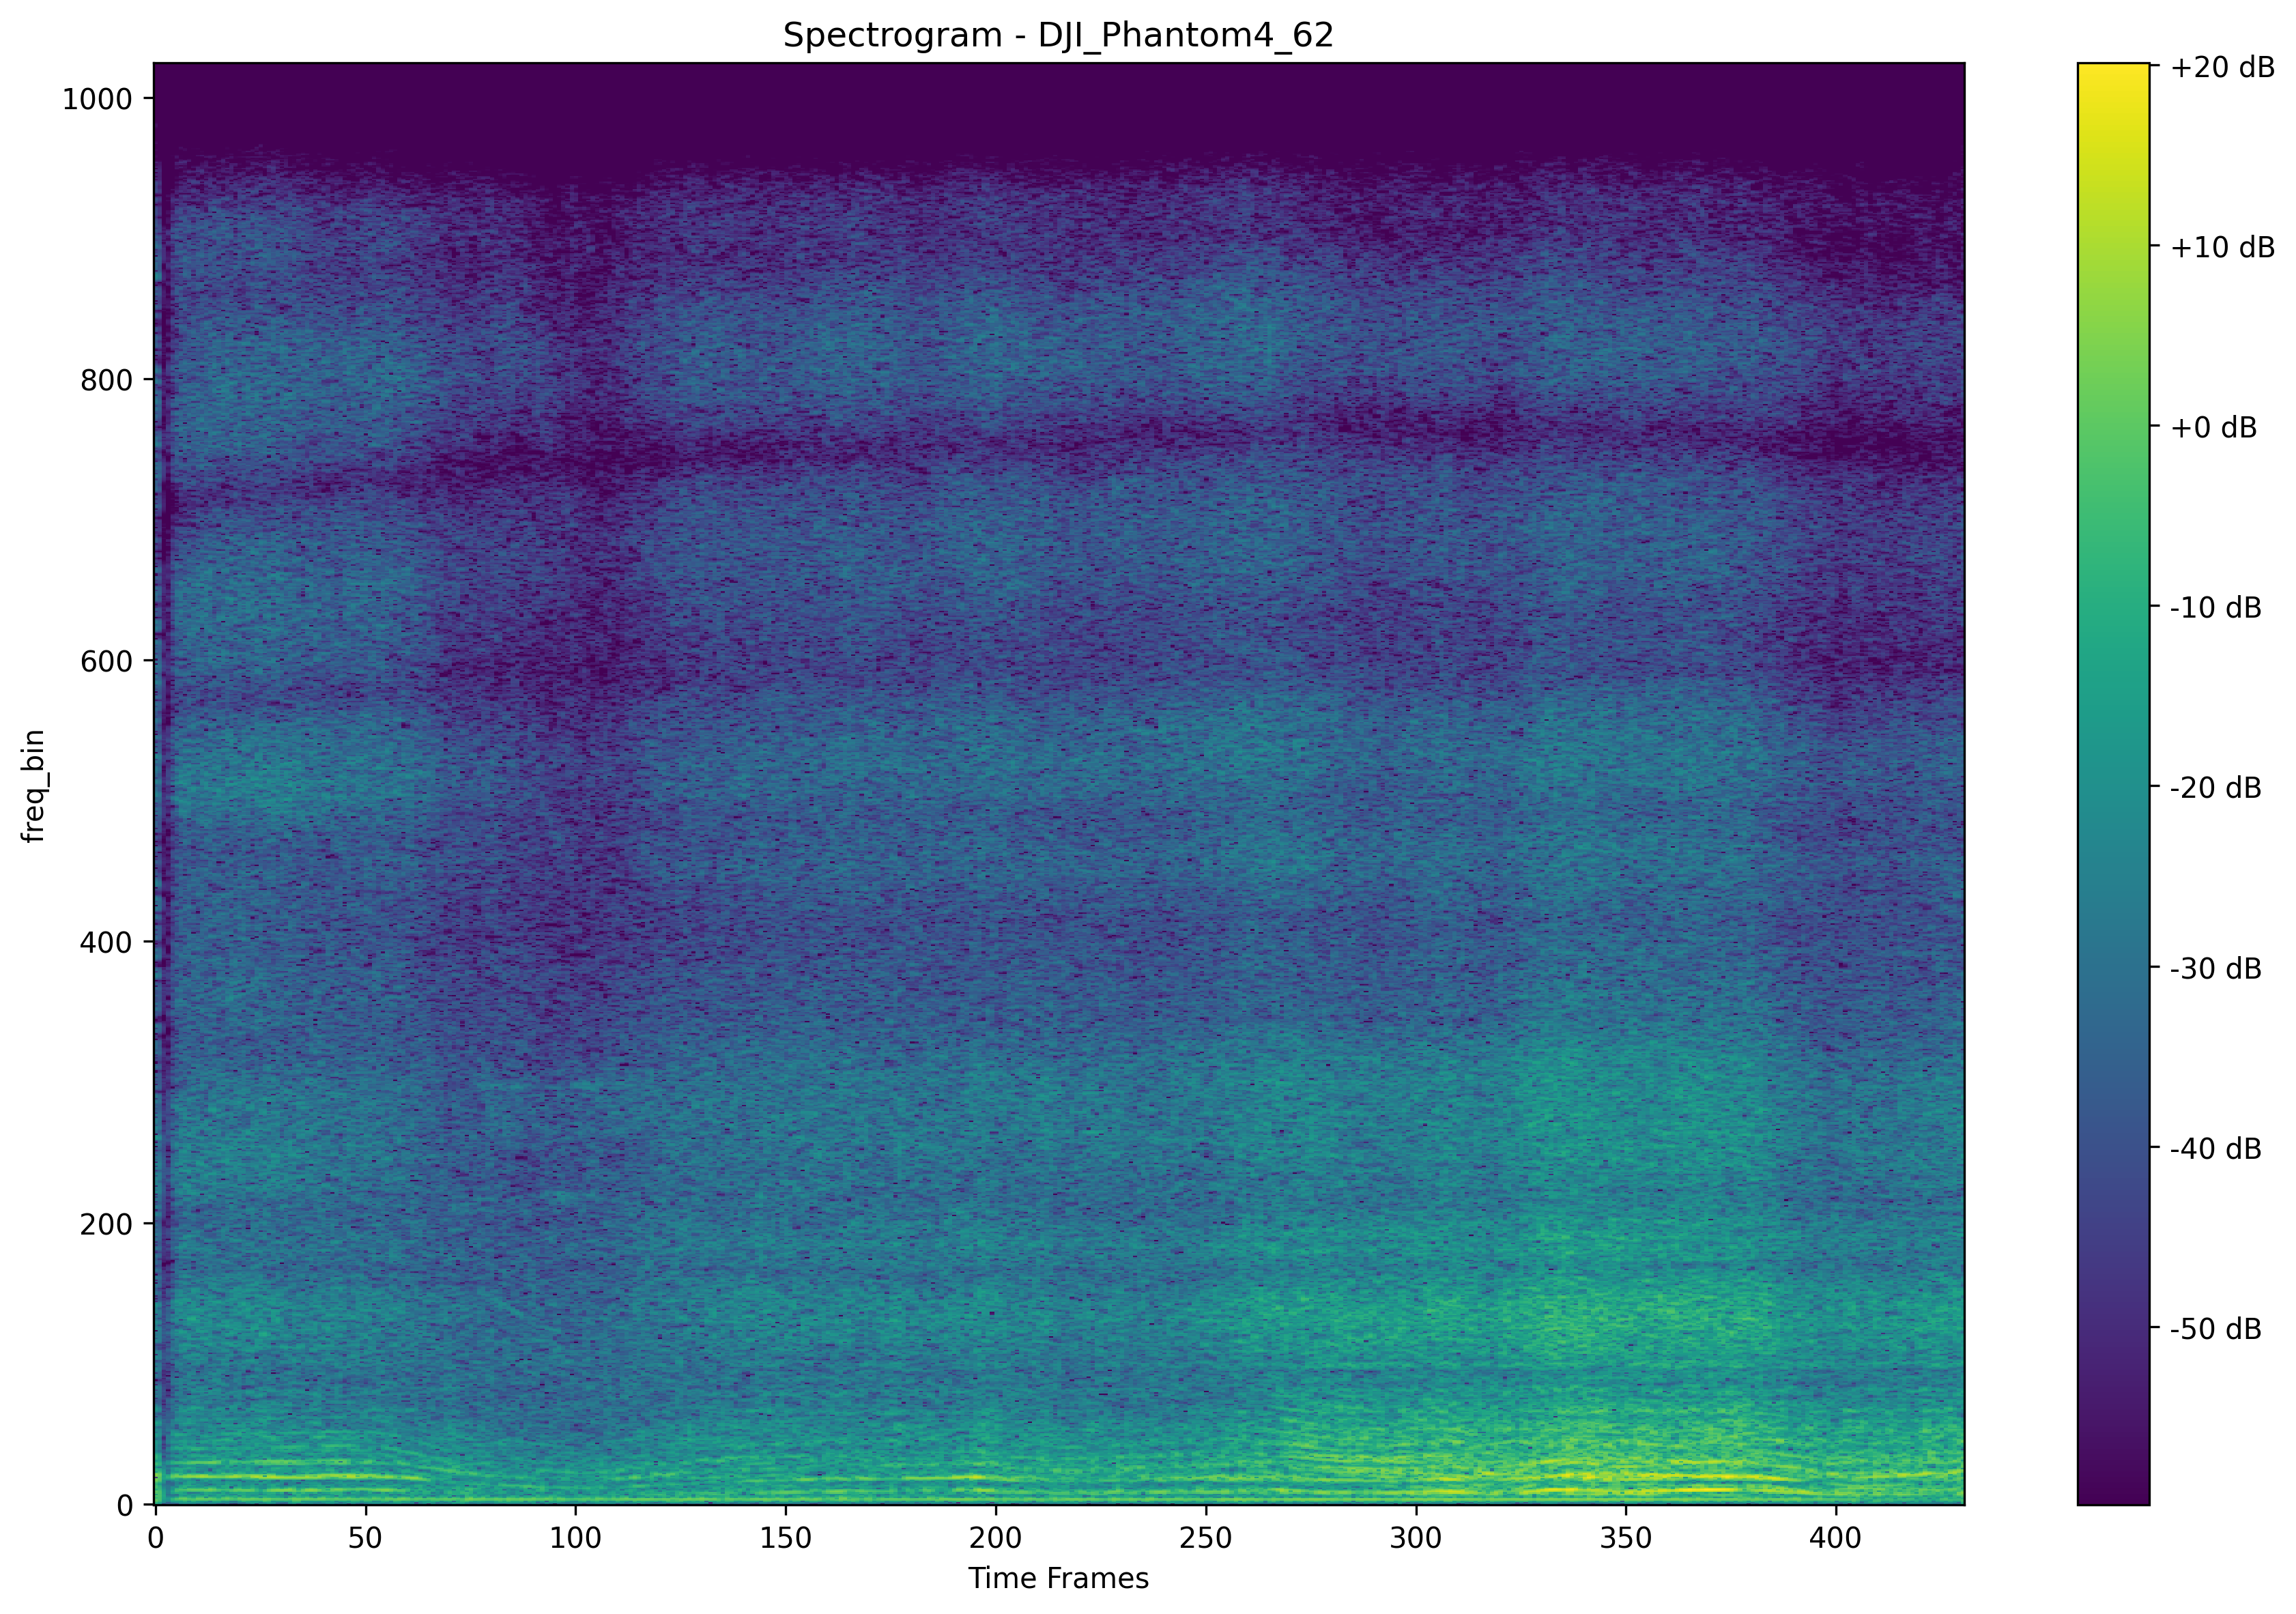 Spectrogram - DJI_Phantom4_62
freq_bin
1000
800
600
400
200
0
0 50 100 150 200 250 300 350 400
Time Frames
+20 dB
+10 dB
+0 dB
-10 dB
-20 dB
-30 dB
-40 dB
-50 dB